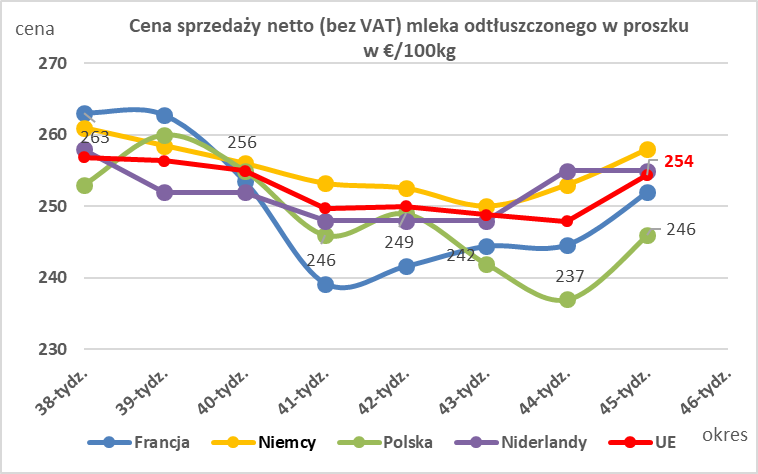 cena
Cena sprzedaży netto (bez VAT) mleka odtłuszczonego w proszku
w €/100kg
270
260
250
240
230
263
256
246
249
242
237
254
246
38-tydz.
39-tydz.
40-tydz.
41-tydz.
42-tydz.
43-tydz.
44-tydz.
45-tydz.
46-tydz.
okres
Francja
Niemcy
Polska
Niderlandy
UE